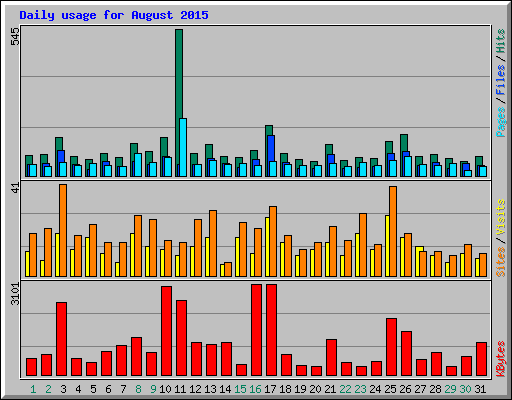 Daily usage for August 2015
545
Pages / Files / Hits
41
Sites / Visits
3101
KBytes
1 2 3 4 5 6 7 8 9 10 11 12 13 14 15 16 17 18 19 20 21 22 23 24 25 26 27 28 29 30 31